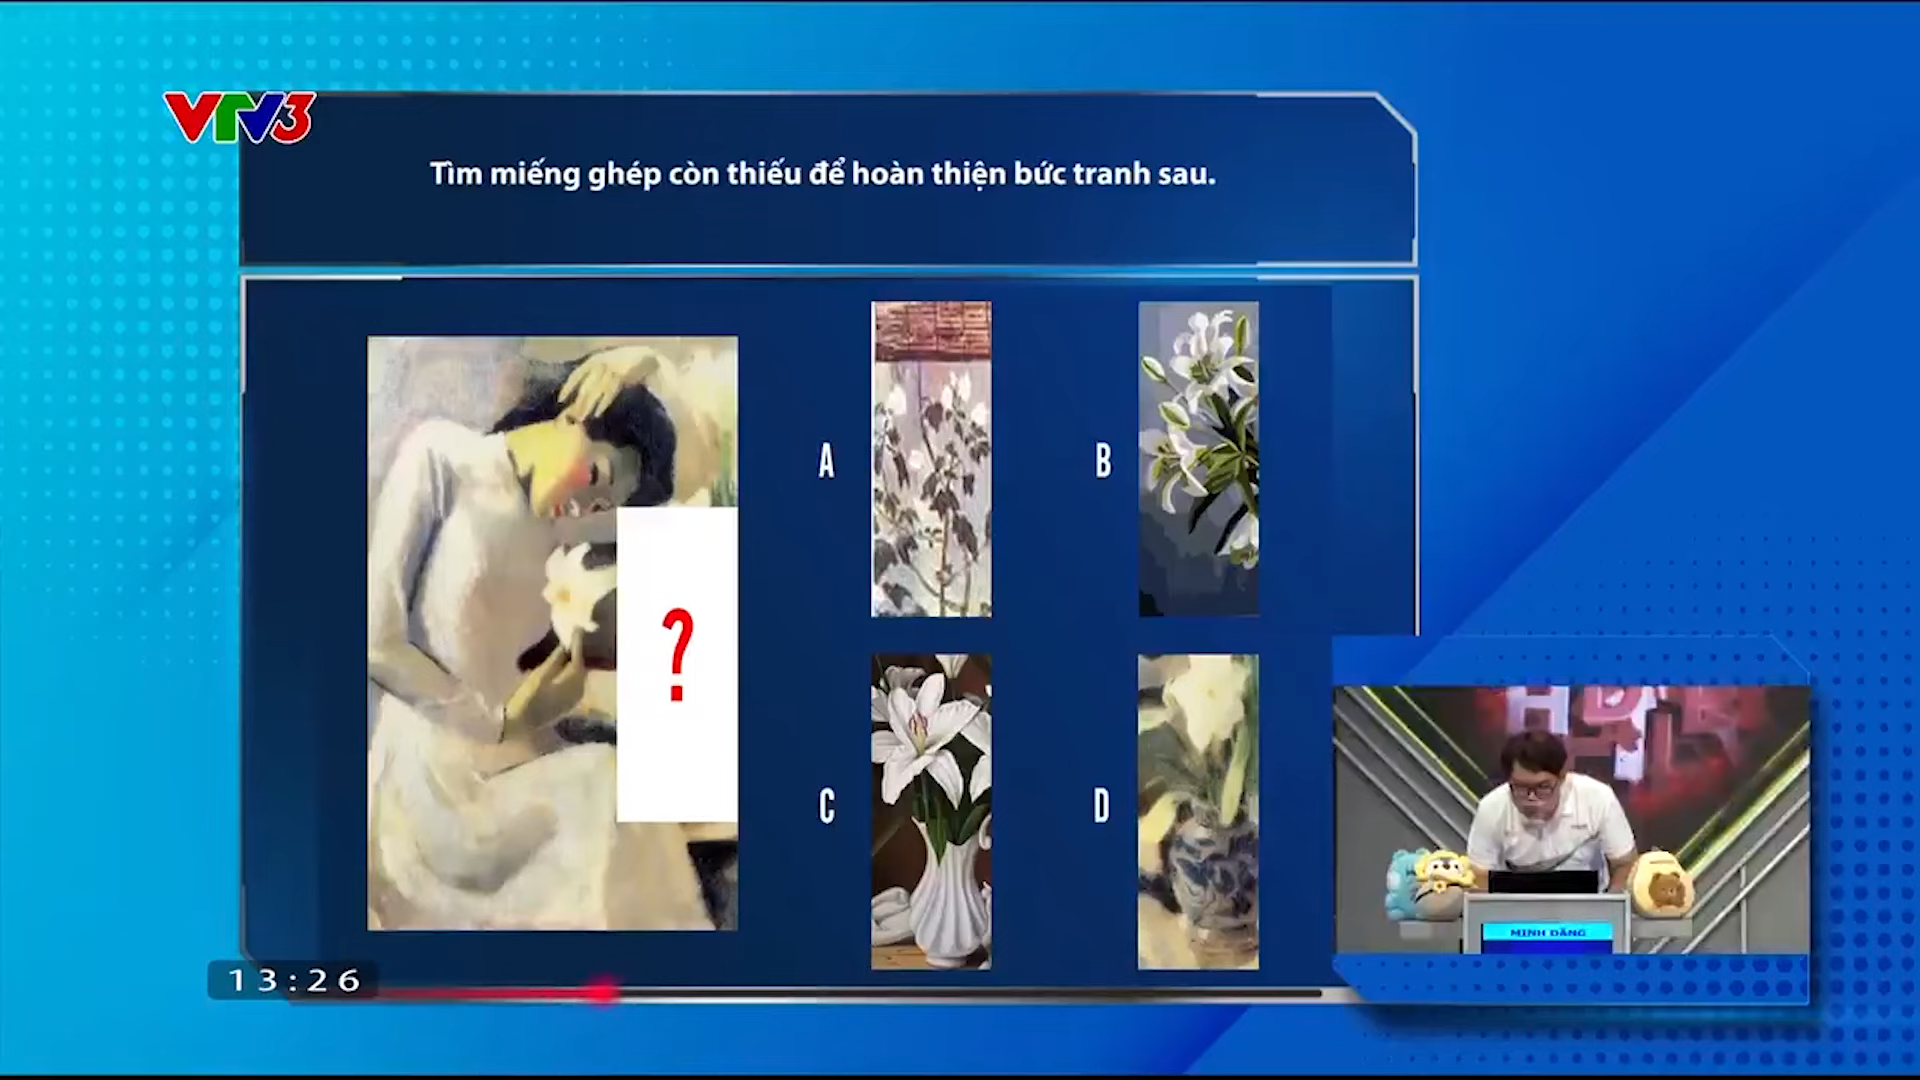 VTV3
Tìm miếng ghép còn thiếu để hoàn thiện bức tranh sau.
A
B
?
C
D
MINH ĐĂNG
13:26